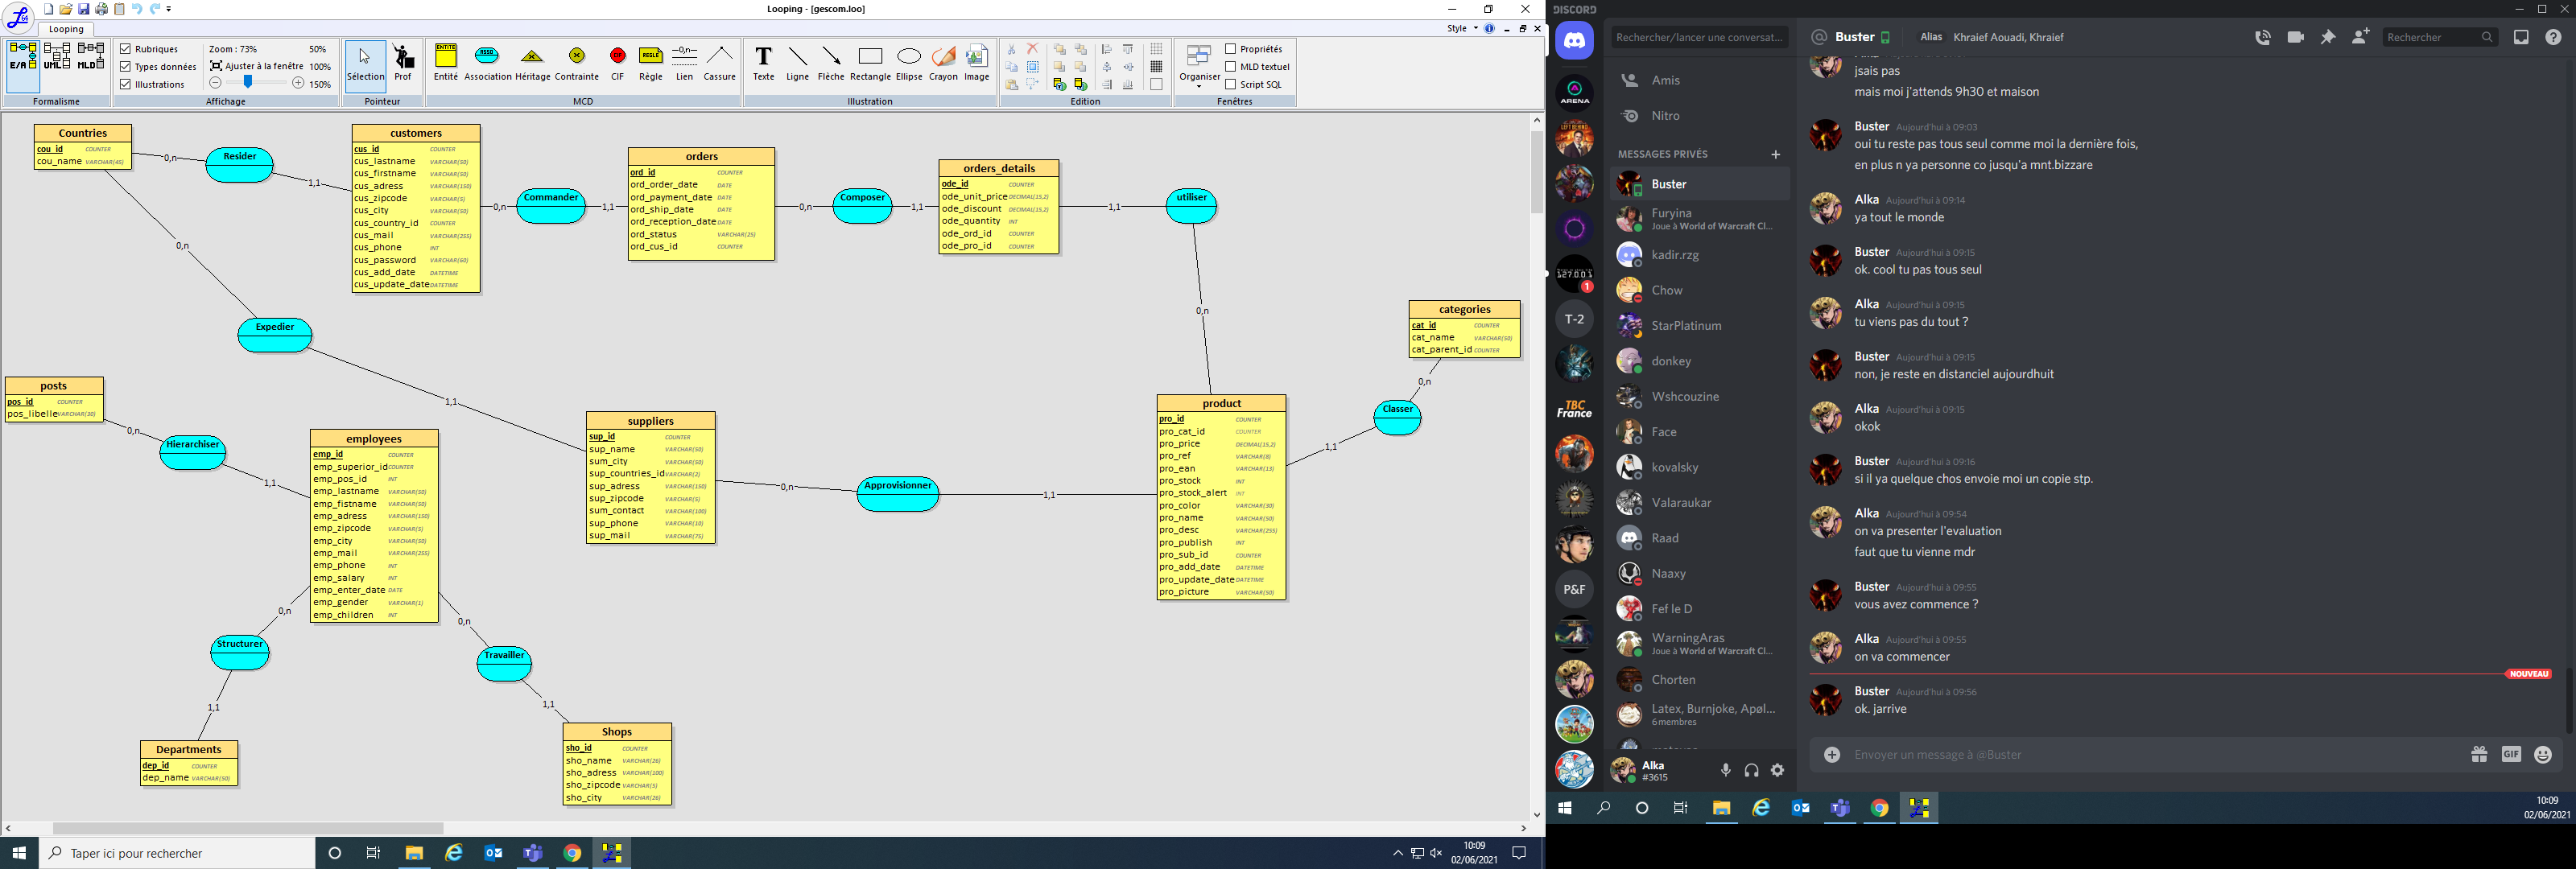 Looping - [gescom.loo]
Looping
Style
E/A
UML
MLD
Formalisme
Rubriques
Types données
Illustrations
Zoom : 73%
50%
Ajuster à la fenêtre
100%
150%
Affichage
Sélection
Prof
Pointeur
ENTITÉ
Entité
ASSO
Association
Héritage
Contrainte
CIF
RÈGLE
Règle
0,n
Lien
Cassure
MCD
Texte
Ligne
Flèche
Rectangle
Ellipse
Crayon
Image
Illustration
Edition
Organiser
Propriétés
MLD textuel
Script SQL
Fenêtres
Countries
cou_id COUNTER
cou_name VARCHAR(45)
0,n
Resider
1,1
customers
cus_id COUNTER
cus_lastname VARCHAR(50)
cus_firstname VARCHAR(50)
cus_adress VARCHAR(150)
cus_zipcode VARCHAR(5)
cus_city VARCHAR(50)
cus_country_id COUNTER
cus_mail VARCHAR(255)
cus_phone INT
cus_password VARCHAR(60)
cus_add_date DATETIME
cus_update_date DATETIME
0,n
Commander
1,1
orders
ord_id COUNTER
ord_order_date DATE
ord_payment_date DATE
ord_ship_date DATE
ord_reception_date DATE
ord_status VARCHAR(25)
ord_cus_id COUNTER
0,n
Composer
1,1
orders_details
ode_id COUNTER
ode_unit_price DECIMAL(15,2)
ode_discount DECIMAL(15,2)
ode_quantity INT
ode_ord_id COUNTER
ode_pro_id COUNTER
1,1
utiliser
0,n
0,n
Expedier
1,1
categories
cat_id COUNTER
cat_name VARCHAR(50)
cat_parent_id COUNTER
0,n
Classer
1,1
posts
pos_id COUNTER
pos_libelle VARCHAR(30)
0,n
Hierarchiser
1,1
employees
emp_id COUNTER
emp_superior_id COUNTER
emp_pos_id INT
emp_lastname VARCHAR(50)
emp_fistname VARCHAR(50)
emp_adress VARCHAR(150)
emp_zipcode VARCHAR(5)
emp_city VARCHAR(50)
emp_mail VARCHAR(255)
emp_phone INT
emp_salary INT
emp_enter_date DATE
emp_gender VARCHAR(1)
emp_children INT
suppliers
sup_id COUNTER
sup_name VARCHAR(50)
sum_city VARCHAR(50)
sup_countries_id VARCHAR(2)
sup_adress VARCHAR(150)
sup_zipcode VARCHAR(5)
sum_contact VARCHAR(100)
sup_phone VARCHAR(10)
sup_mail VARCHAR(75)
0,n
Approvisionner
1,1
product
pro_id COUNTER
pro_cat_id COUNTER
pro_price DECIMAL(15,2)
pro_ref VARCHAR(8)
pro_ean VARCHAR(13)
pro_stock INT
pro_stock_alert INT
pro_color VARCHAR(30)
pro_name VARCHAR(50)
pro_desc VARCHAR(255)
pro_publish INT
pro_sub_id COUNTER
pro_add_date DATETIME
pro_update_date DATETIME
pro_picture VARCHAR(50)
0,n
Structurer
1,1
0,n
Travailler
1,1
Departments
dep_id COUNTER
dep_name VARCHAR(50)
Shops
sho_id COUNTER
sho_name VARCHAR(26)
sho_adress VARCHAR(100)
sho_zipcode VARCHAR(5)
sho_city VARCHAR(26)
Taper ici pour rechercher
10:09
02/06/2021
DISCORD
ARENA
127.0.0.1
1
T-2
TBC
France
P&F
Rechercher/lancer une conversat...
Amis
Nitro
MESSAGES PRIVÉS
Buster
Furyina
Joue à World of Warcraft Cl...
kadir.rzg
Chow
StarPlatinum
donkey
Wshcouzine
Face
kovalsky
Valaraukar
Raad
Naaxy
Fef le D
WarningAras
Joue à World of Warcraft Cl...
Chorten
Latex, Burnjoke, Apøl...
6 membres
Alka
#3615
Buster
Alias Khraief Aouadi, Khraief
Rechercher
jsais pas
mais moi j'attends 9h30 et maison
Buster Aujourd'hui à 09:03
oui tu reste pas tous seul comme moi la dernière fois,
en plus n ya personne co jusqu'a mnt.bizzare
Alka Aujourd'hui à 09:14
ya tout le monde
Buster Aujourd'hui à 09:15
ok. cool tu pas tous seul
Alka Aujourd'hui à 09:15
tu viens pas du tout ?
Buster Aujourd'hui à 09:15
non, je reste en distanciel aujourdhuit
Alka Aujourd'hui à 09:15
okok
Buster Aujourd'hui à 09:16
si il ya quelque chos envoie moi un copie stp.
Alka Aujourd'hui à 09:54
on va presenter l'evaluation
faut que tu vienne mdr
Buster Aujourd'hui à 09:55
vous avez commence ?
Alka Aujourd'hui à 09:55
on va commencer
NOUVEAU
Buster Aujourd'hui à 09:56
ok. jarrive
Envoyer un message à @Buster
GIF
10:09
02/06/2021